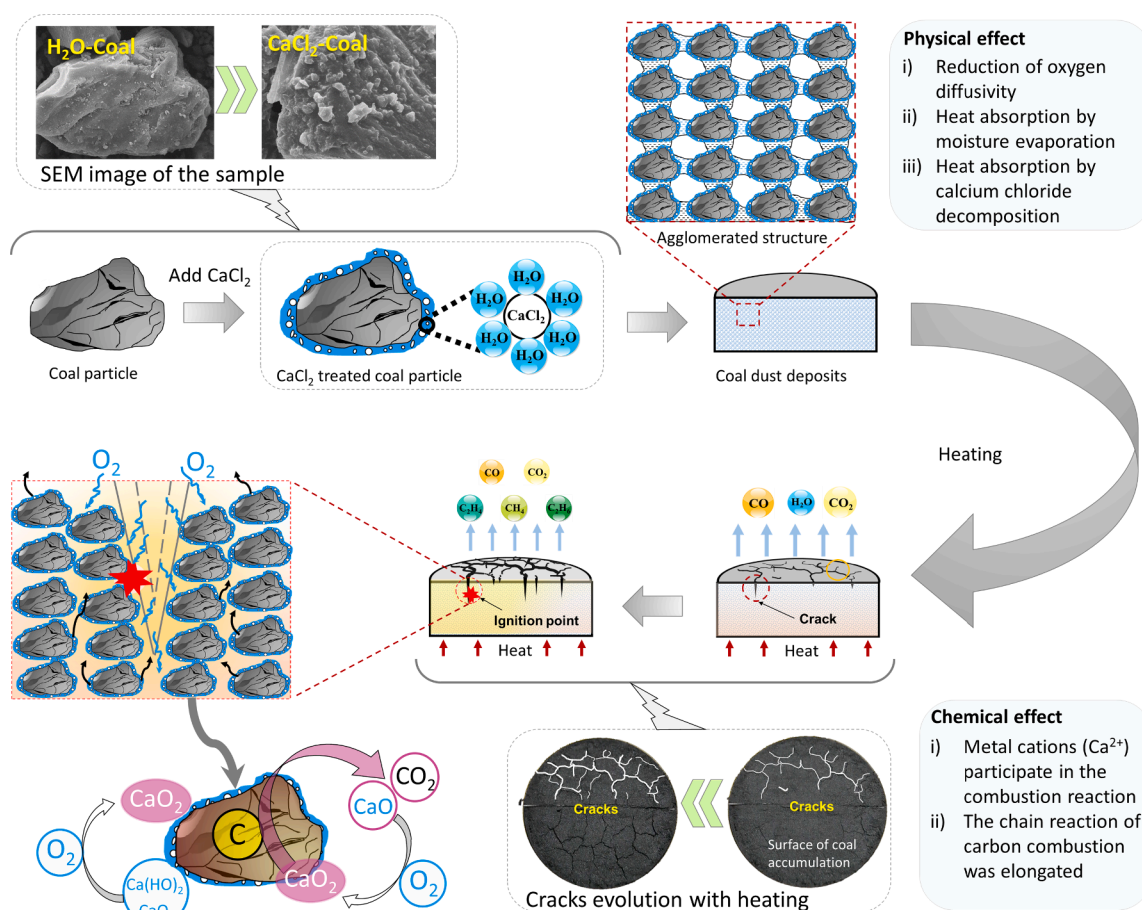 H₂O-Coal
CaCl₂-Coal
SEM image of the sample
Agglomerated structure
Physical effect
i) Reduction of oxygen
diffusivity
ii) Heat absorption by
moisture evaporation
iii) Heat absorption by
calcium chloride
decomposition
Add CaCl₂
Coal particle
H₂O
H₂O
H₂O
CaCl₂
H₂O
H₂O
H₂O
CaCl₂ treated coal particle
Coal dust deposits
Heating
O₂
O₂
CO
CO₂
CH₄
Ignition point
Heat
CO
H₂O
CO₂
Crack
Heat
CaO₂
C
CO₂
CaO
O₂
CaO₂
O₂
Ca(HO)₂
CaO
Cracks
Cracks
Surface of coal
accumulation
Cracks evolution with heating
Chemical effect
i) Metal cations (Ca²⁺)
participate in the
combustion reaction
ii) The chain reaction of
carbon combustion
was elongated